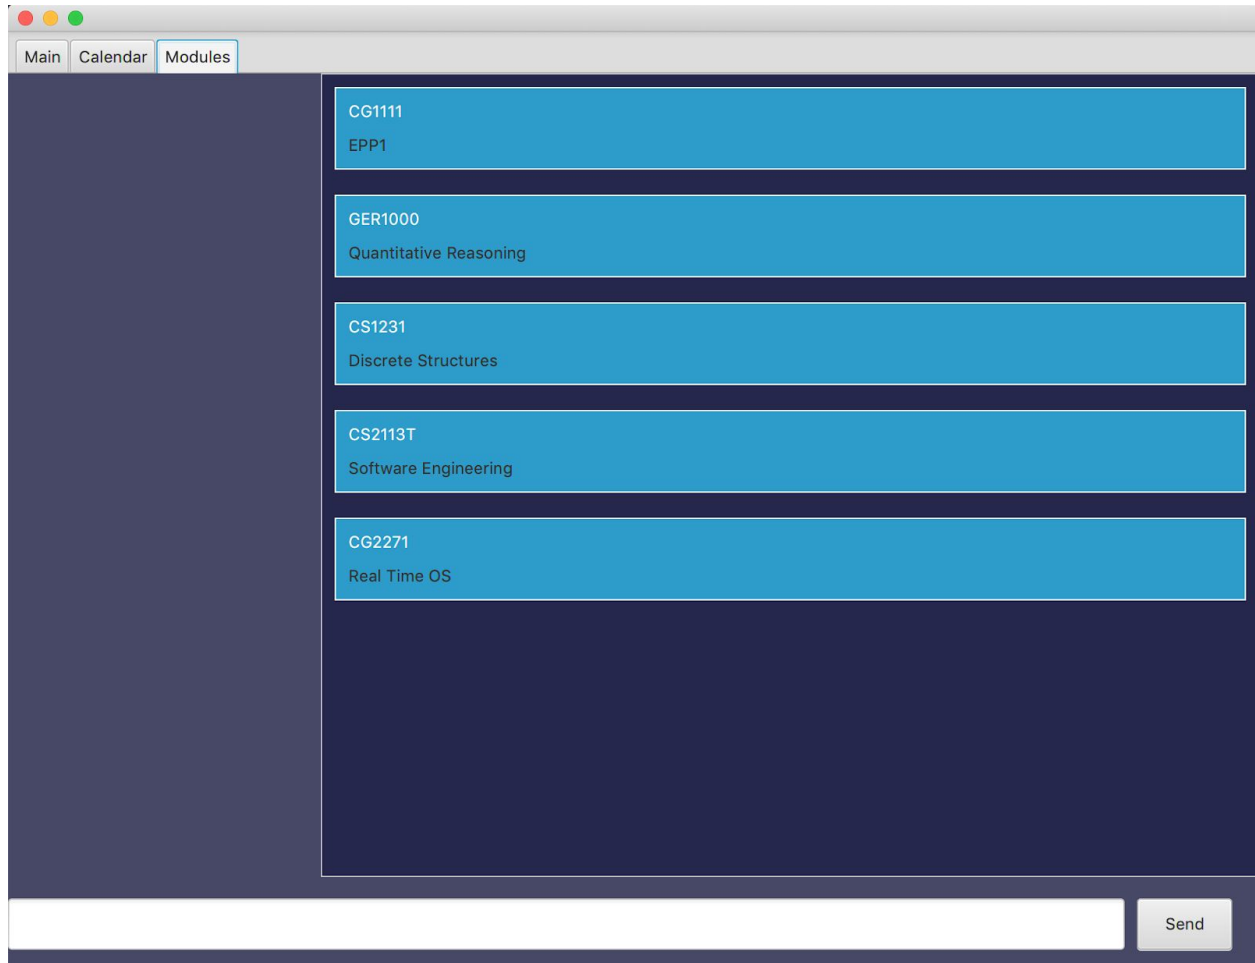 Main Calendar Modules
CG1111
EPP1
GER1000
Quantitative Reasoning
CS1231
Discrete Structures
CS2113T
Software Engineering
CG2271
Real Time OS
Send